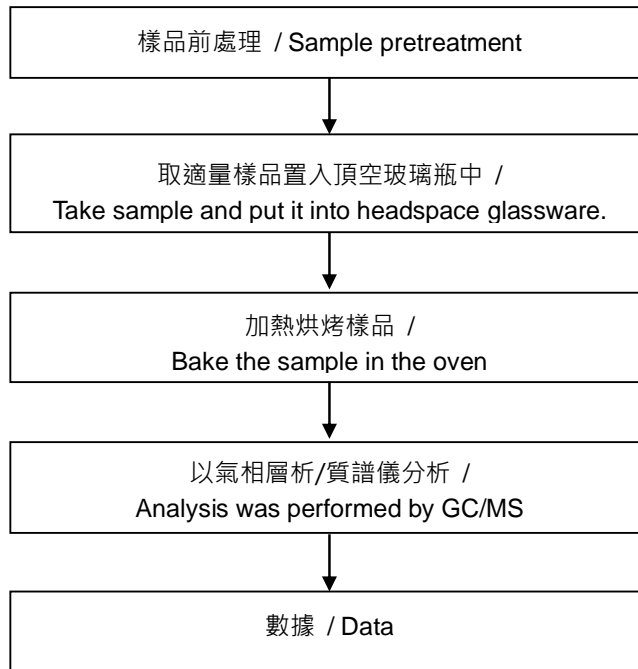 樣品前處理 / Sample pretreatment
取適量樣品置入頂空玻璃瓶中 /
Take sample and put it into headspace glassware.
加熱烘烤樣品 /
Bake the sample in the oven
以氣相層析/質譜儀分析 /
Analysis was performed by GC/MS
數據 / Data